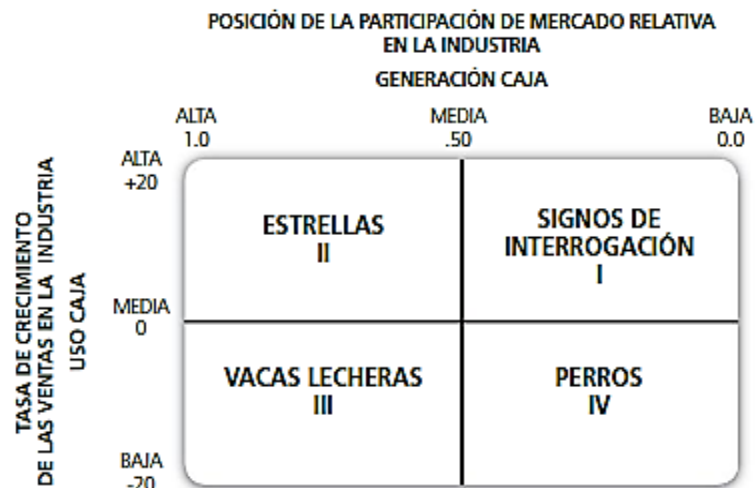 POSICIÓN DE LA PARTICIPACIÓN DE MERCADO RELATIVA
EN LA INDUSTRIA
GENERACIÓN CAJA
ALTA
1.0
MEDIA
.50
BAJA
0.0
TASA DE CRECIMIENTO
DE LAS VENTAS EN LA INDUSTRIA
USO CAJA
ALTA
+20
MEDIA
0
BAJA
-20
ESTRELLAS
II
SIGNOS DE
INTERROGACIÓN
I
VACAS LECHERAS
III
PERROS
IV